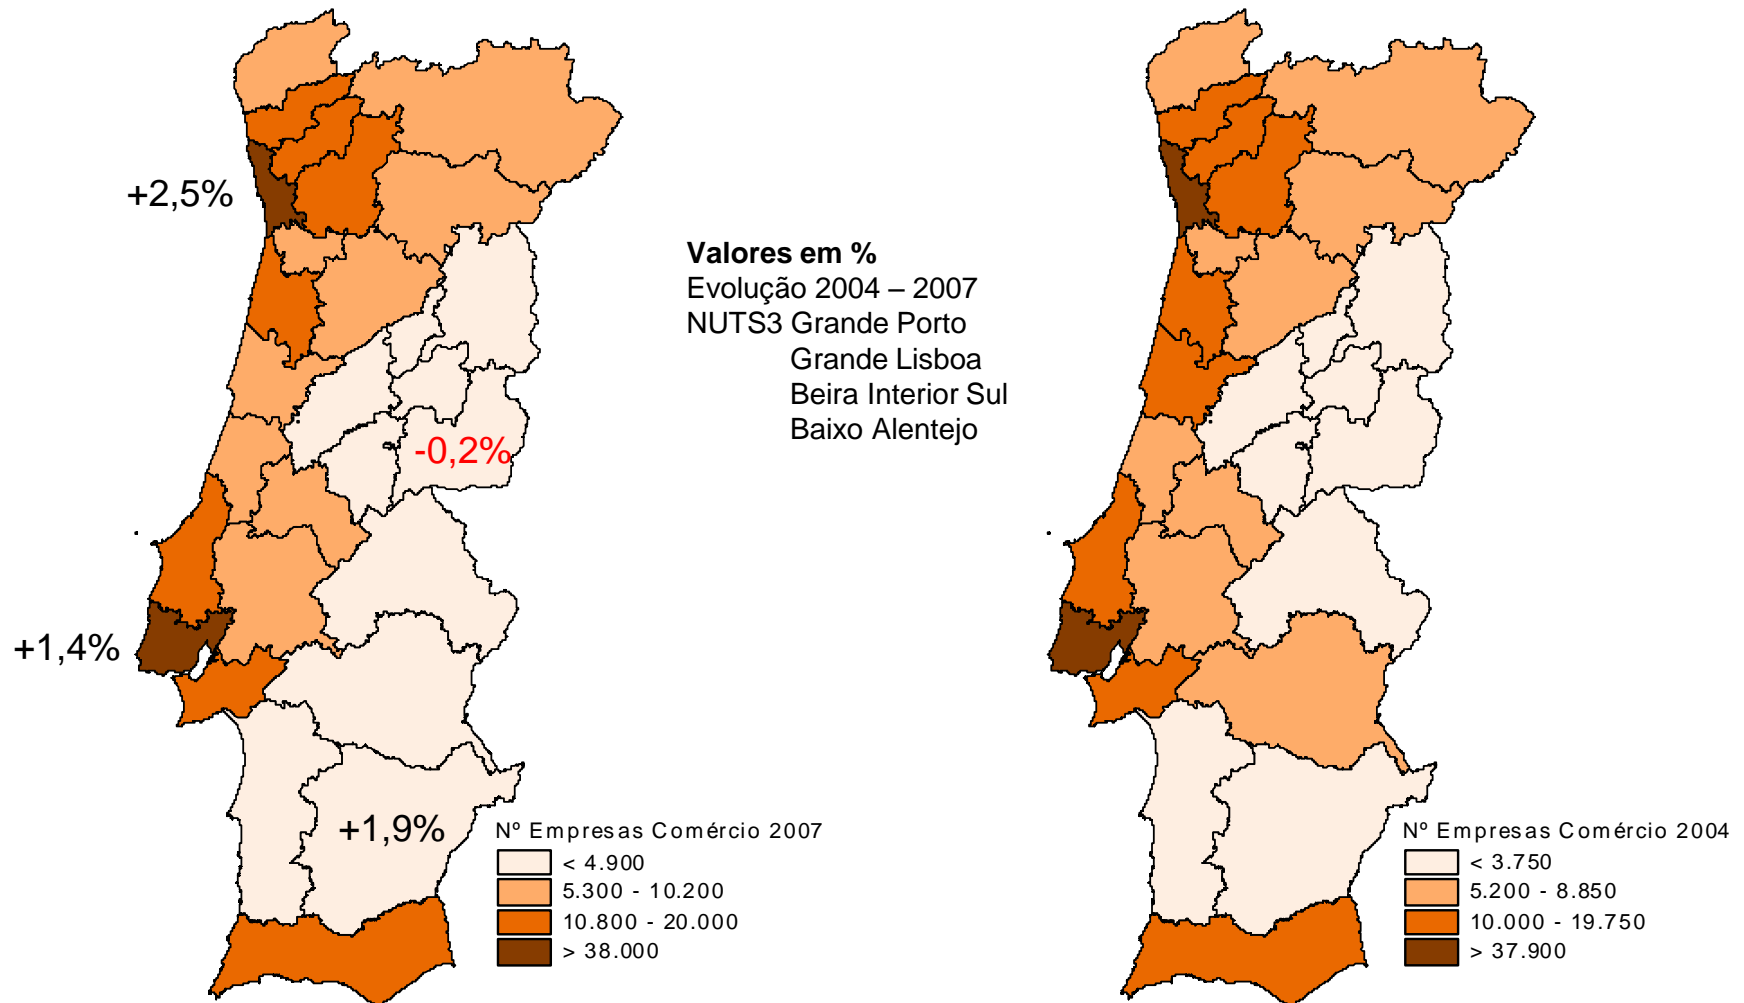 +2,5%
Valores em %
Evolução 2004 – 2007
NUTS3 Grande Porto
Grande Lisboa
Beira Interior Sul
Baixo Alentejo
-0,2%
+1,4%
+1,9%
Nº Empresas Comércio 2007
< 4.900
5.300 - 10.200
10.800 - 20.000
> 38.000
Nº Empresas Comércio 2004
< 3.750
5.200 - 8.850
10.000 - 19.750
> 37.900